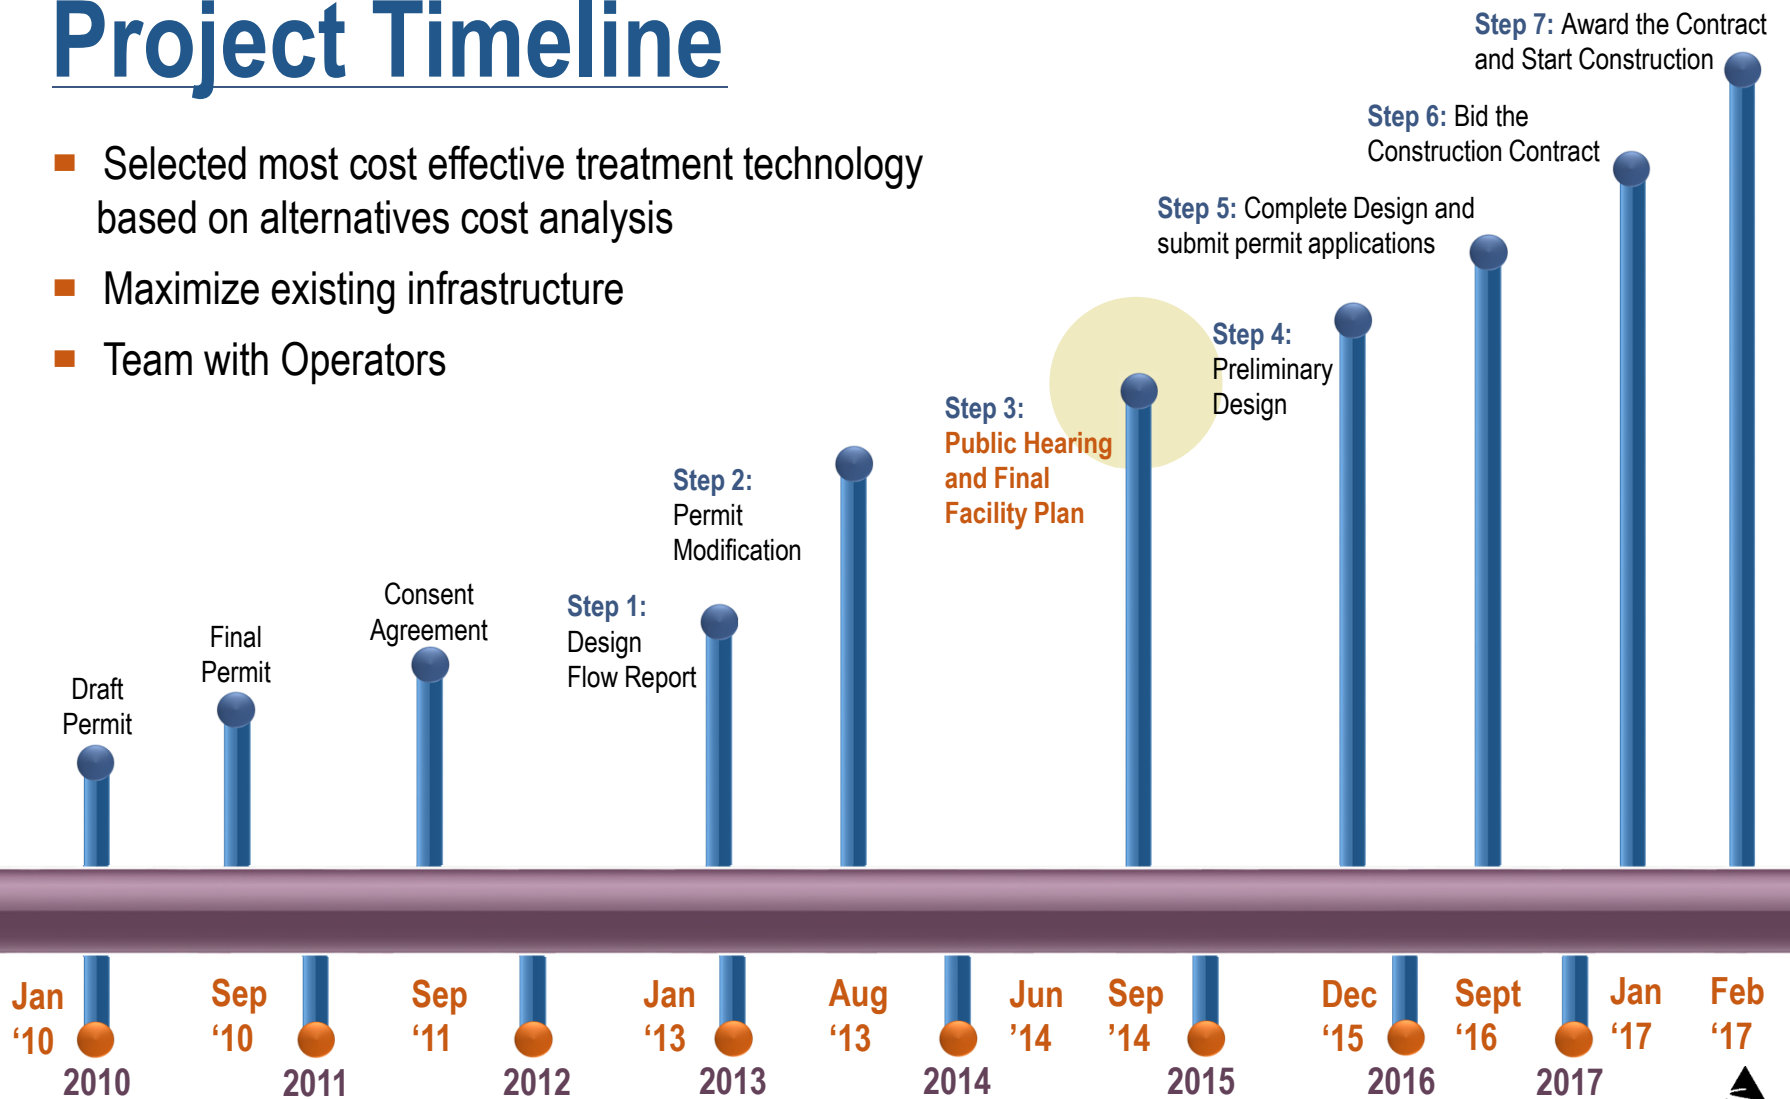 Project Timeline
▪ Selected most cost effective treatment technology
based on alternatives cost analysis
▪ Maximize existing infrastructure
▪ Team with Operators
Draft
Permit
Final
Permit
Consent
Agreement
Step 1:
Design
Flow Report
Step 2:
Permit
Modification
Step 3:
Public Hearing
and Final
Facility Plan
Step 4:
Preliminary
Design
Step 5: Complete Design and
submit permit applications
Step 6: Bid the
Construction Contract
Step 7: Award the Contract
and Start Construction
Jan
‘10
Sep
‘10
Sep
‘11
Jan
‘13
Aug
‘13
Jun
’14
Sep
’14
Dec
‘15
Sept
‘16
Jan
‘17
Feb
‘17
2010
2011
2012
2013
2014
2015
2016
2017